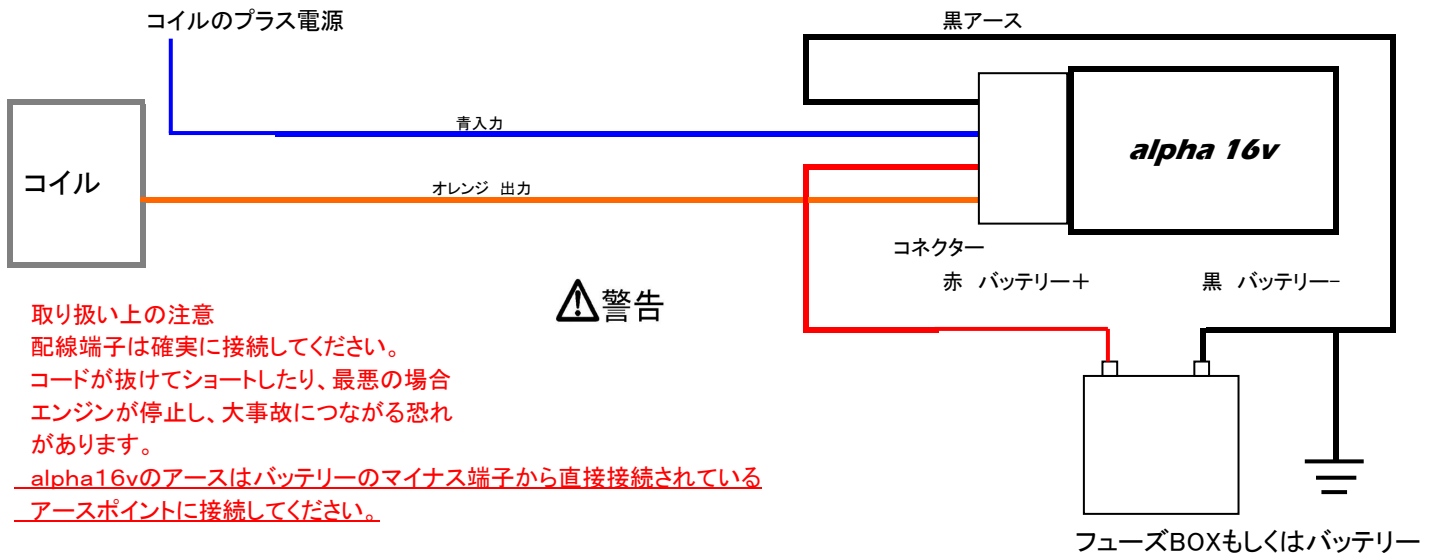 コイルのプラス電源
黒アース
青入力
alpha 16v
コイル
オレンジ 出力
コネクター
赤 バッテリー+
黒 バッテリー-
警告
取り扱い上の注意
配線端子は確実に接続してください。
コードが抜けてショートしたり、最悪の場合
エンジンが停止し、大事故につながる恐れ
があります。
alpha16vのアースはバッテリーのマイナス端子から直接接続されている
アースポイントに接続してください。
フューズBOXもしくはバッテリー